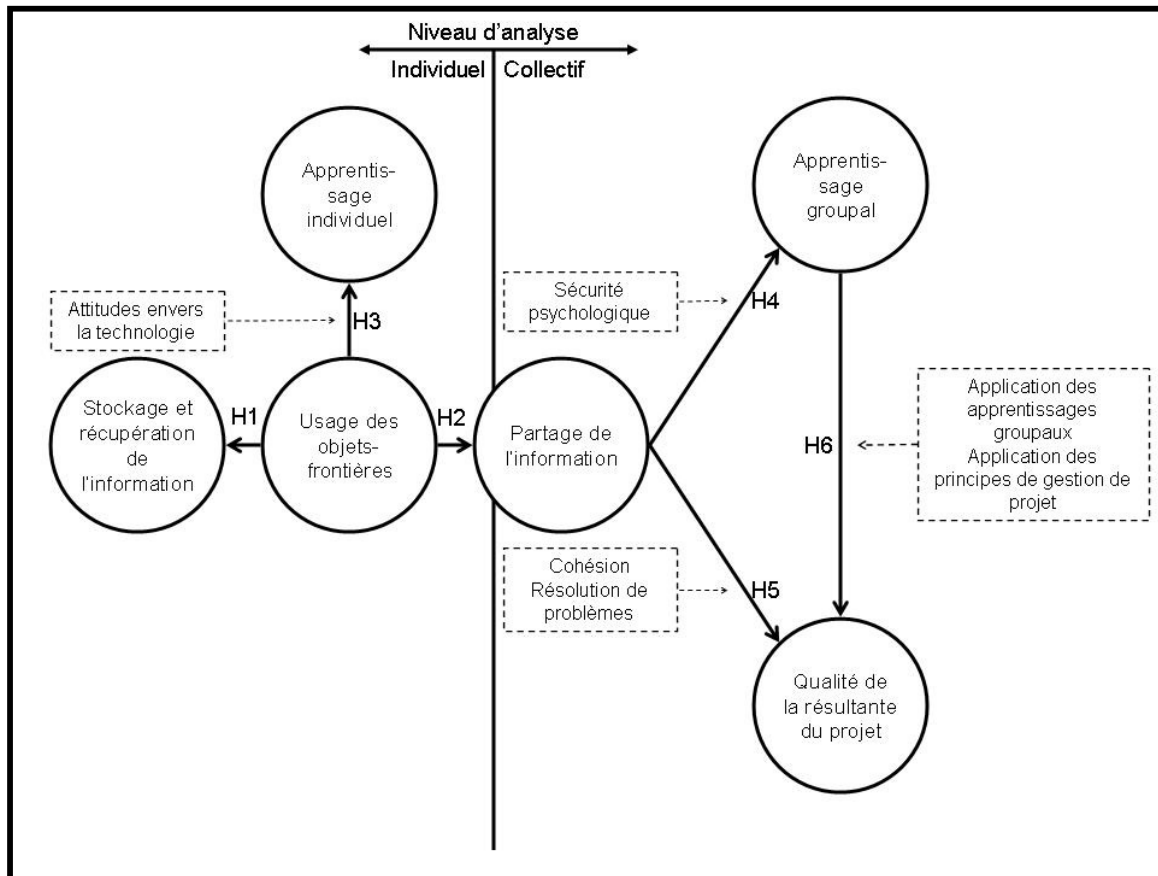 Niveau d'analyse
Individuel
Collectif
Apprentis-
sage
individuel
Apprentis-
sage
groupal
Attitudes envers
la technologie
H3
Sécurité
psychologique
H4
Stockage et
récupération
de
l'information
H1
Usage des
objets-
frontières
H2
Partage de
l'information
H6
Application des
apprentissages
groupaux
Application des
principes de gestion de
projet
Cohésion
Résolution de
problèmes
H5
Qualité de
la résultante
du projet